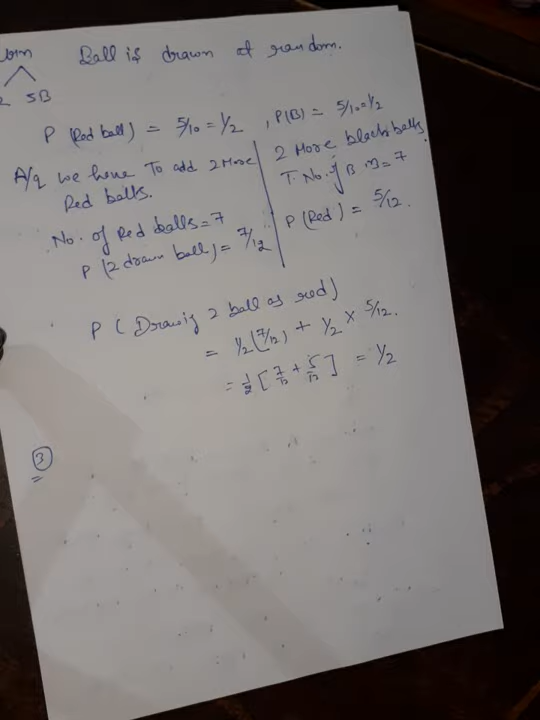 Ball is drawn at random.
5B
P (Red ball) = 5/10 = 1/2 , P(B) = 5/10 = 1/2
A/q we have To add 2 More
Red balls.
No. of Red balls = 7
P (2 drawn ball) = 7/12
2 More black balls.
T. No. of B = 7
P (Red) = 5/12.
P (Drawig 2 ball as red)
= 1/2 (7/12) + 1/2 × 5/12.
= 1/2 [ 7/12 + 5/12 ] = 1/2
3